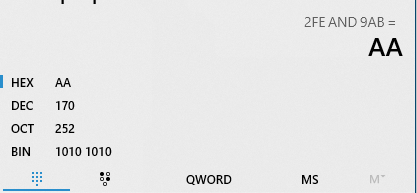 2FE AND 9AB =
AA
HEX AA
DEC 170
OCT 252
BIN 1010 1010
QWORD MS M˅